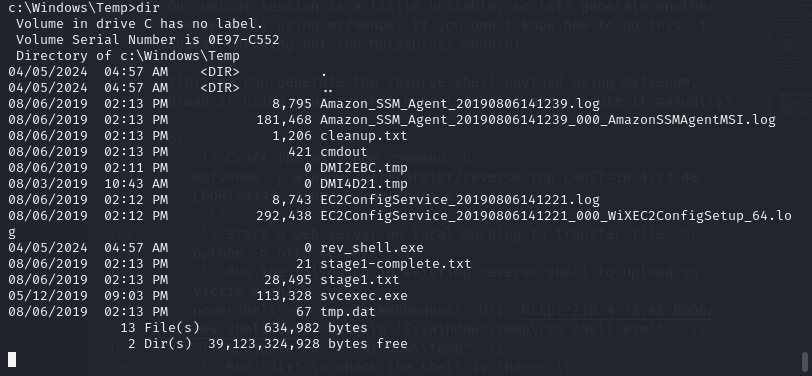 c:\Windows\Temp>dir
Volume in drive C has no label.
Volume Serial Number is 0E97-C552
Directory of c:\Windows\Temp
04/05/2024  04:57 AM    <DIR>          .
04/05/2024  04:57 AM    <DIR>          ..
08/06/2019  02:13 PM             8,795 Amazon_SSM_Agent_20190806141239.log
08/06/2019  02:13 PM           181,468 Amazon_SSM_Agent_20190806141239_000_AmazonSSMAgentMSI.log
08/06/2019  02:13 PM             1,206 cleanup.txt
08/06/2019  02:13 PM               421 cmdout
08/06/2019  02:11 PM                 0 DMI2EBC.tmp
08/03/2019  10:43 AM                 0 DMI4D21.tmp
08/06/2019  02:12 PM             8,743 EC2ConfigService_20190806141221.log
08/06/2019  02:12 PM           292,438 EC2ConfigService_20190806141221_000_WiXEC2ConfigSetup_64.lo
g
04/05/2024  04:57 AM                 0 rev_shell.exe
08/06/2019  02:13 PM                21 stage1-complete.txt
08/06/2019  02:13 PM            28,495 stage1.txt
05/12/2019  09:03 PM           113,328 svcexec.exe
08/06/2019  02:13 PM                67 tmp.dat
13 File(s)     634,982 bytes
2 Dir(s)  39,123,324,928 bytes free